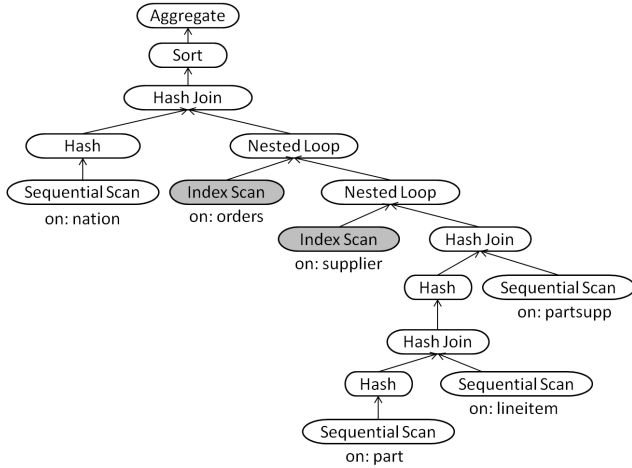 Aggregate
Sort
Hash Join
Hash
Nested Loop
Sequential Scan
on: nation
Index Scan
on: orders
Nested Loop
Index Scan
on: supplier
Hash Join
Hash
Sequential Scan
on: partsupp
Hash Join
Hash
Sequential Scan
on: lineitem
Sequential Scan
on: part